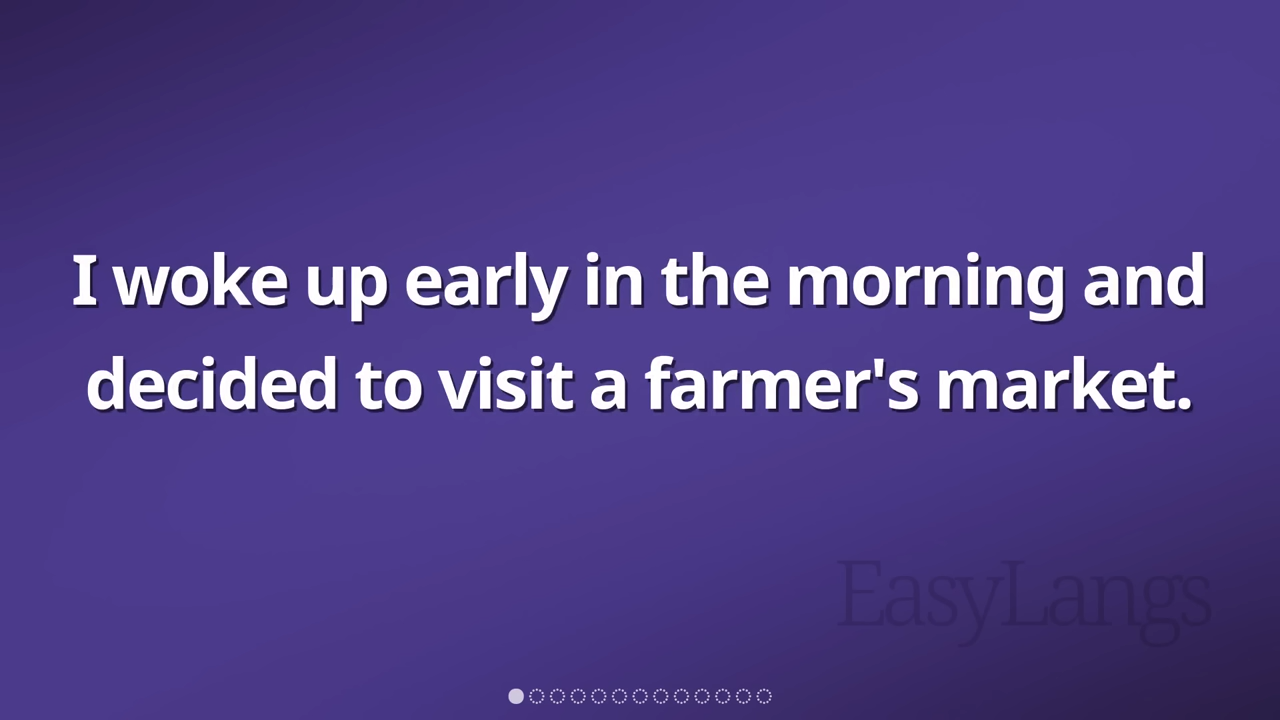 I woke up early in the morning and
decided to visit a farmer's market.
EasyLangs